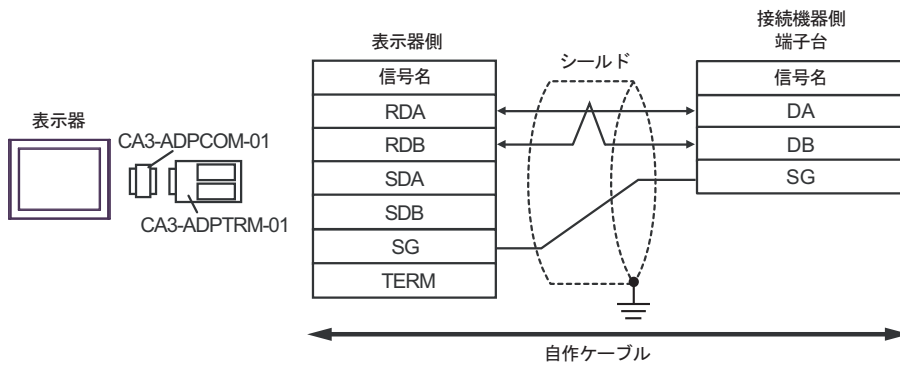 表示器
CA3-ADPCOM-01
CA3-ADPTRM-01
表示器側
信号名
RDA
RDB
SDA
SDB
SG
TERM
シールド
接続機器側
端子台
信号名
DA
DB
SG
自作ケーブル